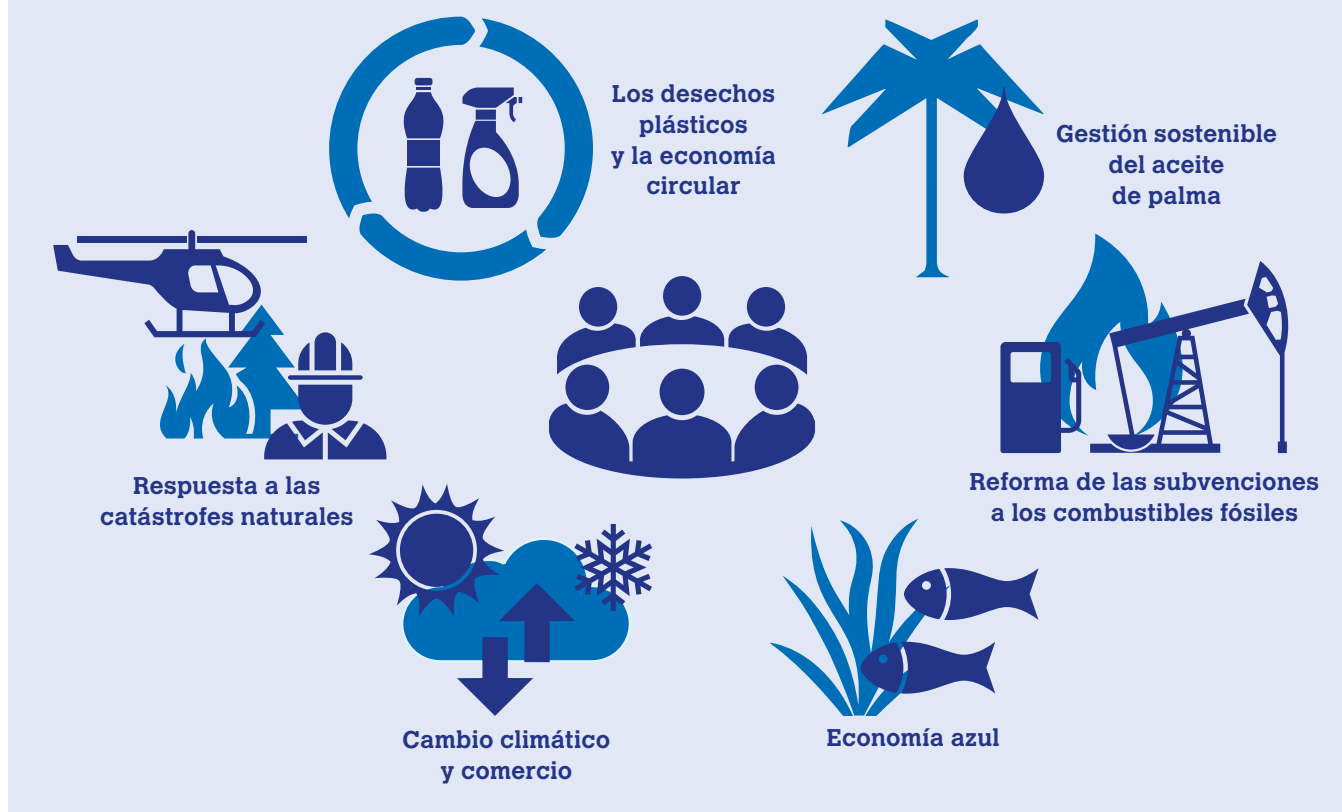 Los desechos
plásticos
y la economía
circular
Gestión sostenible
del aceite
de palma
Respuesta a las
catástrofes naturales
Reforma de las subvenciones
a los combustibles fósiles
Cambio climático
y comercio
Economía azul